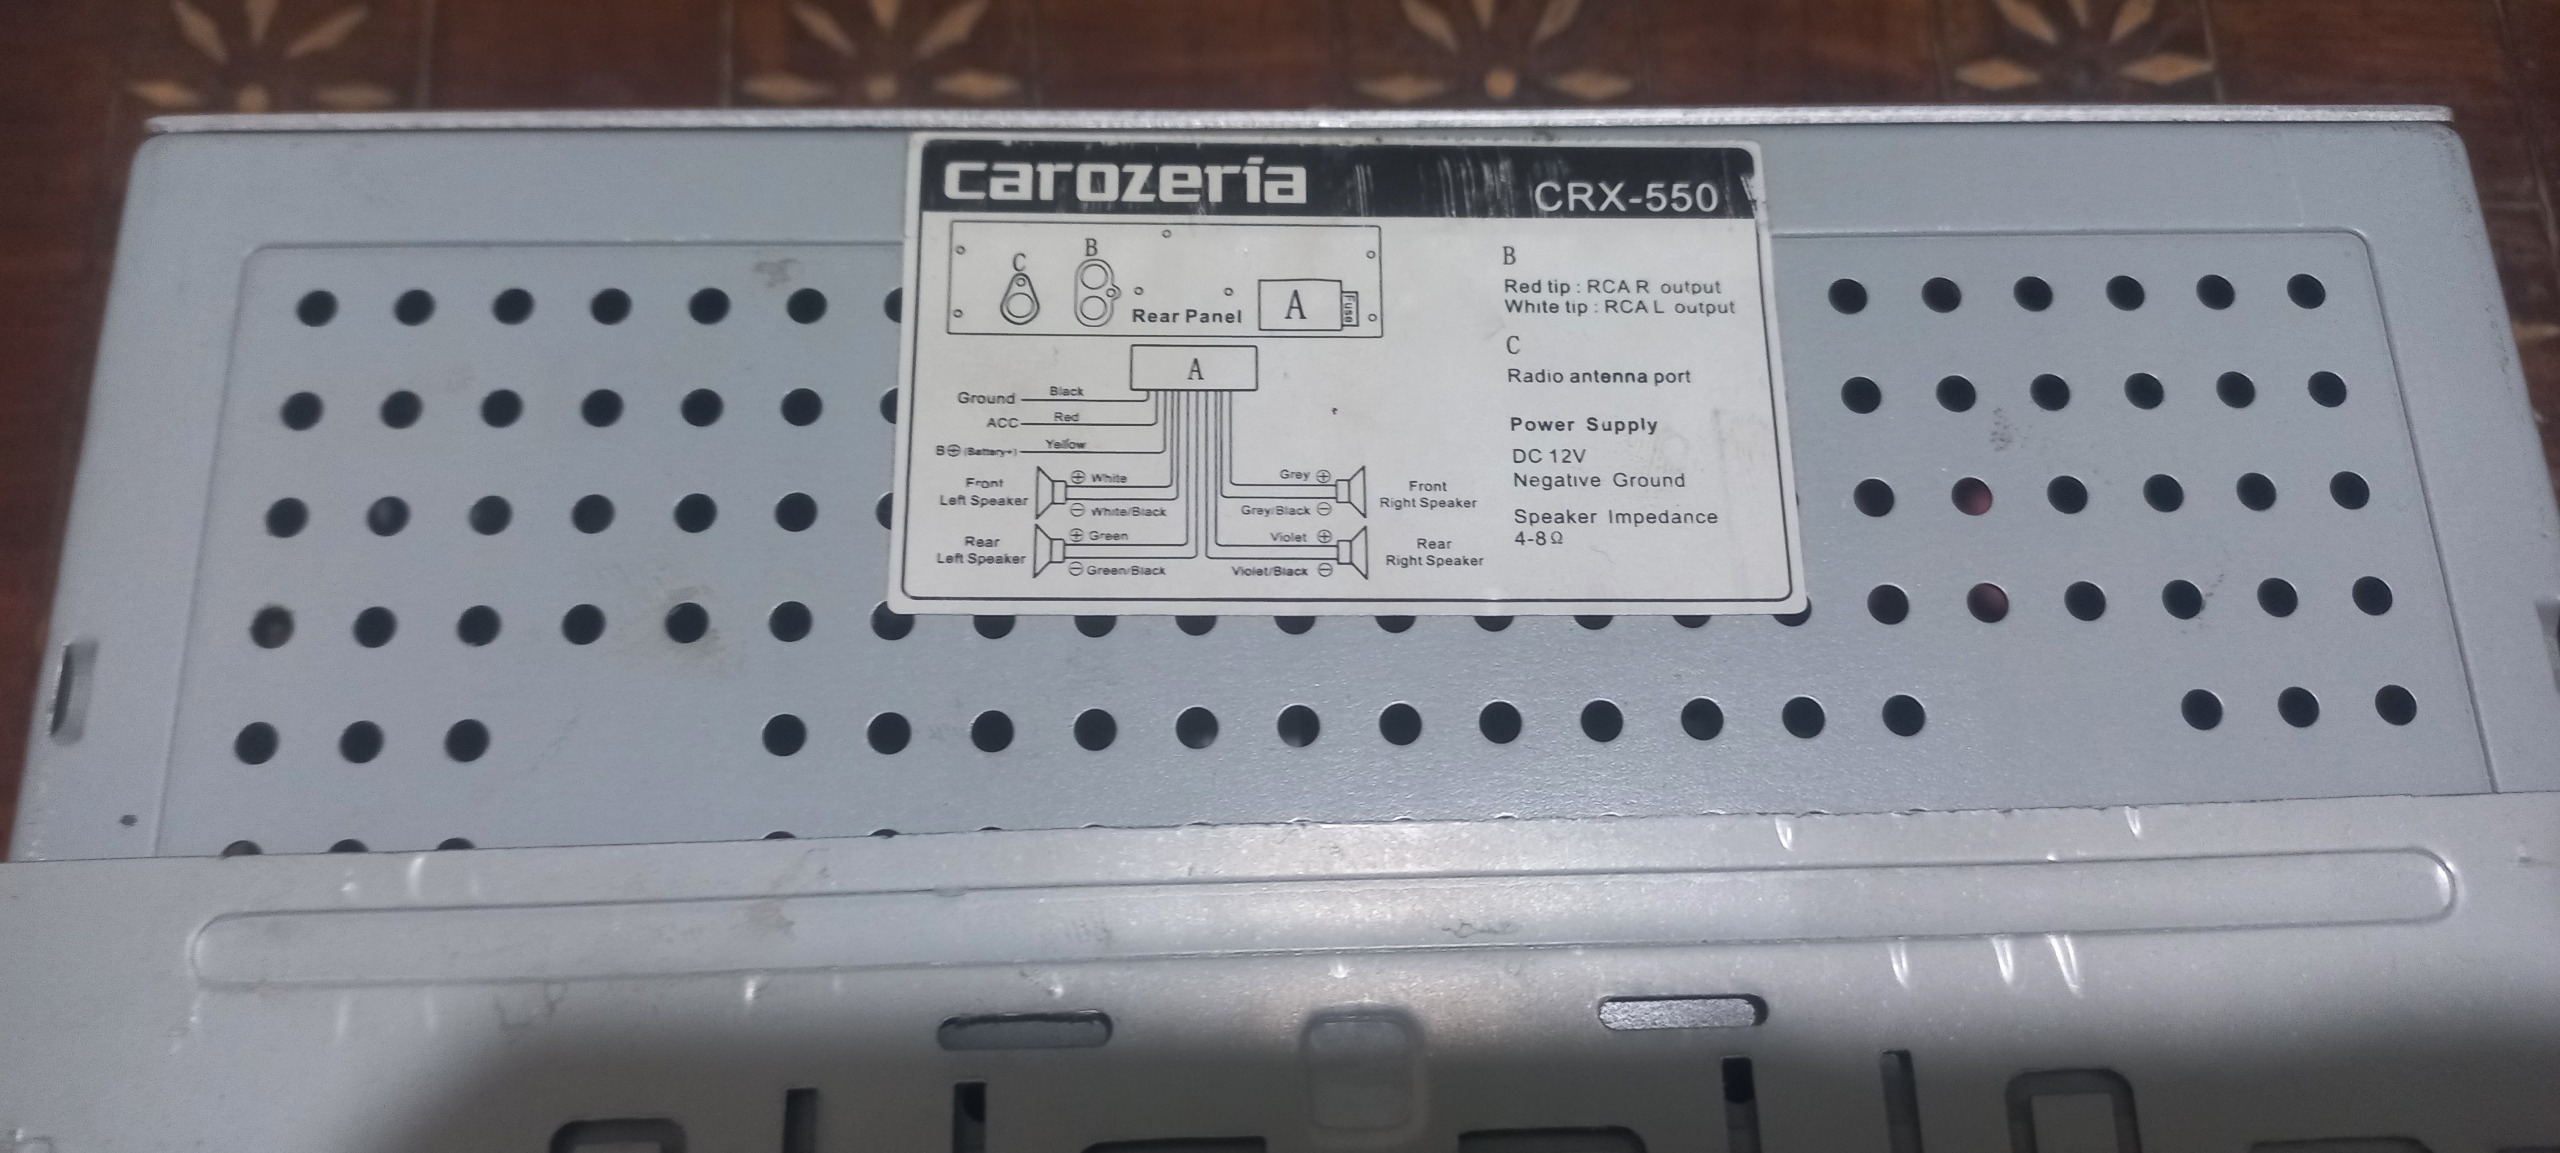 carozería
CRX-550
C
B
Rear Panel
A
Fuse
A
Ground
Black
ACC
Red
B⊕ (Battery+)
Yellow
Front
Left Speaker
⊕ White
⊖ White/Black
Rear
Left Speaker
⊕ Green
⊖ Green/Black
Grey ⊕
Grey/Black ⊖
Front
Right Speaker
Violet ⊕
Violet/Black ⊖
Rear
Right Speaker
B
Red tip : RCA R output
White tip : RCA L output
C
Radio antenna port
Power Supply
DC 12V
Negative Ground
Speaker Impedance
4-8Ω